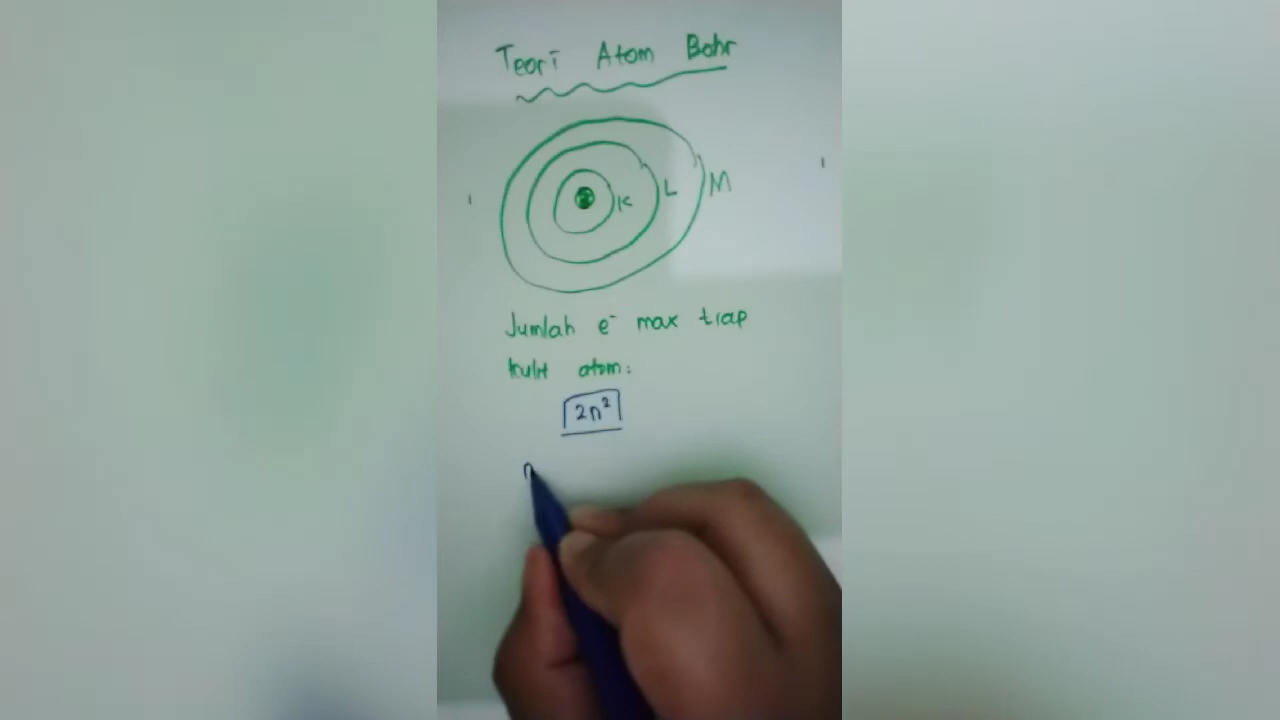 Teori Atom Bohr
K L M
Jumlah e⁻ max tiap
kulit atom:
2n²
n